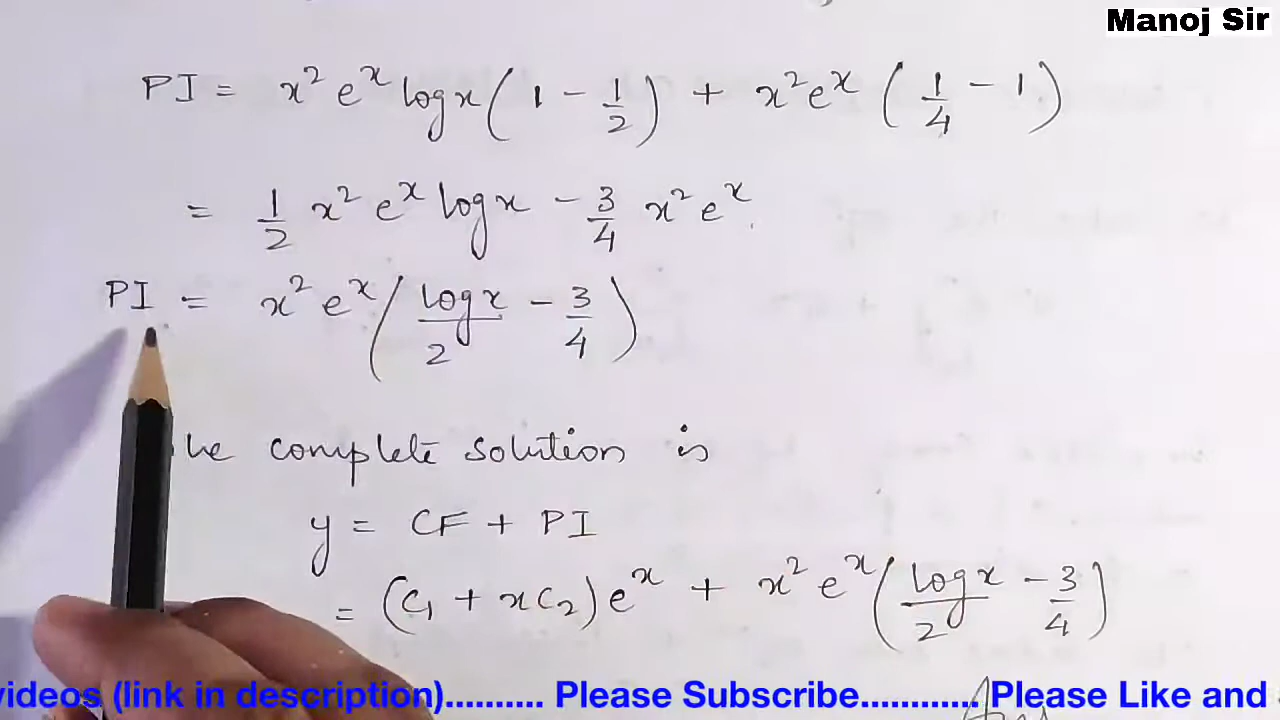 Manoj Sir
PI = x² eˣ log x (1 - 1/2) + x² eˣ (1/4 - 1)
= 1/2 x² eˣ log x - 3/4 x² eˣ.
PI = x² eˣ (log x/2 - 3/4)
complete solution is
y = CF + PI
= (C₁ + xC₂) eˣ + x² eˣ (log x/2 - 3/4)
videos (link in description).......... Please Subscribe............Please Like and